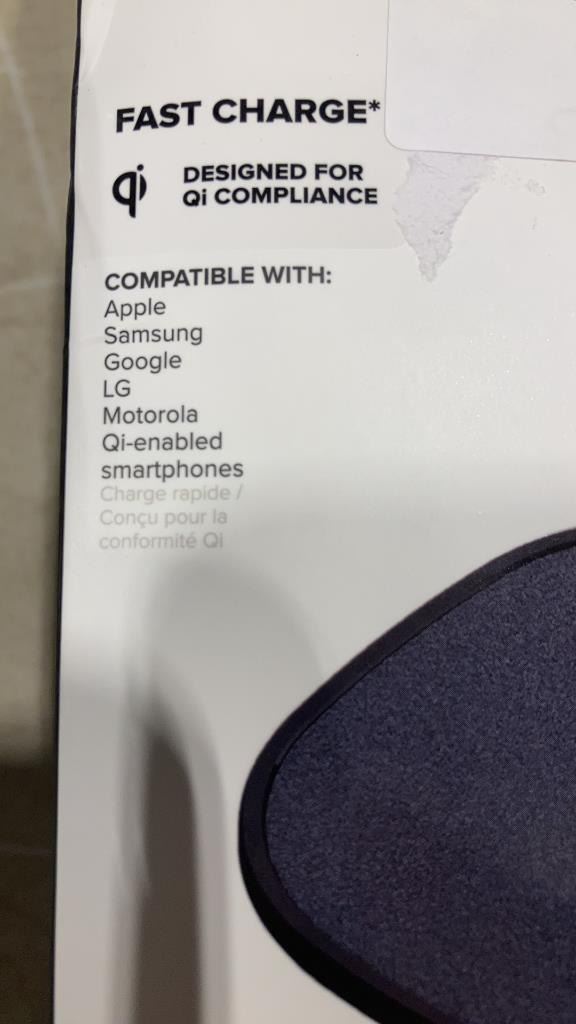 FAST CHARGE*
qi
DESIGNED FOR
Qi COMPLIANCE
COMPATIBLE WITH:
Apple
Samsung
Google
LG
Motorola
Qi-enabled
smartphones
Charge rapide /
Conçu pour la
conformité Qi